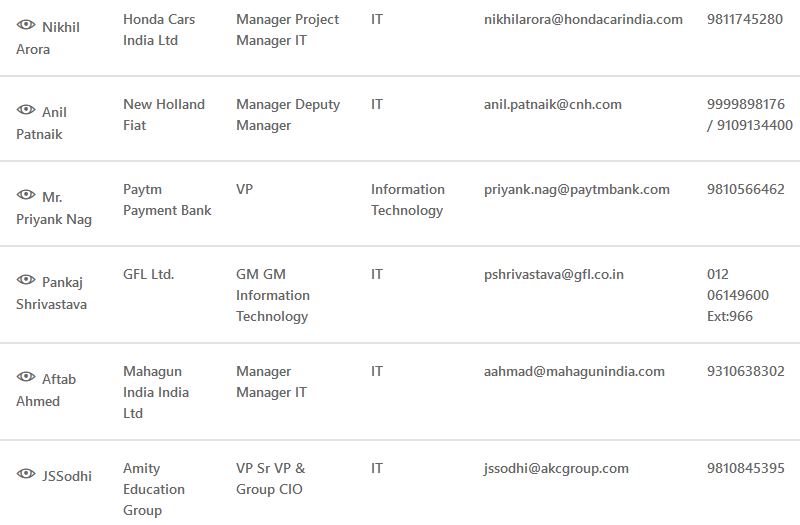 Nikhil
Arora
Honda Cars
India Ltd
Manager Project
Manager IT
IT
nikhilarora@hondacarindia.com
9811745280
Anil
Patnaik
New Holland
Fiat
Manager Deputy
Manager
IT
anil.patnaik@cnh.com
9999898176
/ 9109134400
Mr.
Priyank Nag
Paytm
Payment Bank
VP
Information
Technology
priyank.nag@paytmbank.com
9810566462
Pankaj
Shrivastava
GFL Ltd.
GM GM
Information
Technology
IT
pshrivastava@gfl.co.in
012
06149600
Ext:966
Aftab
Ahmed
Mahagun
India India
Ltd
Manager
Manager IT
IT
aahmad@mahagunindia.com
9310638302
JSSodhi
Amity
Education
Group
VP Sr VP &
Group CIO
IT
jssodhi@akcgroup.com
9810845395